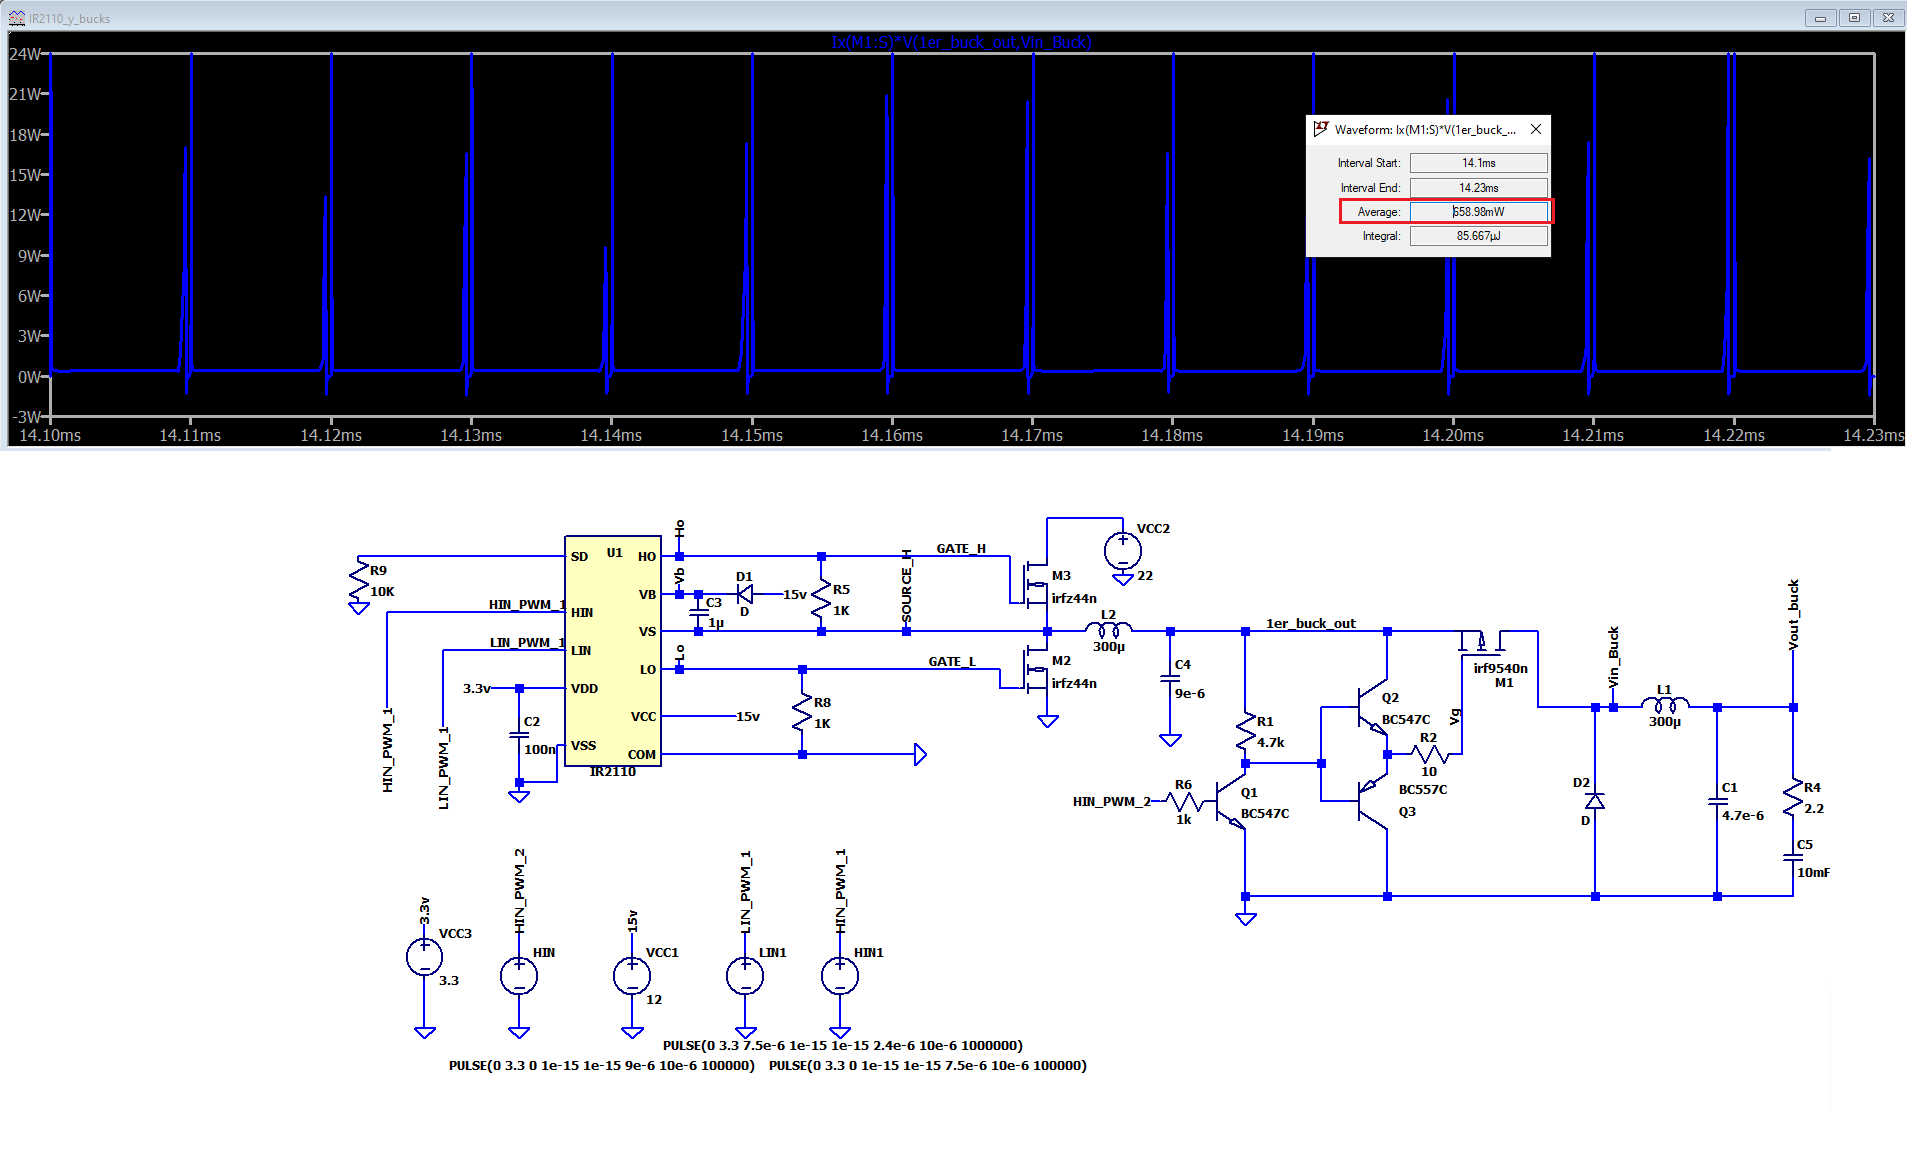 IR2110_y_bucks
Ix(M1:S)*V(1er_buck_out,Vin_Buck)
24W
21W
18W
15W
12W
9W
6W
3W
0W
-3W
14.10ms
14.11ms
14.12ms
14.13ms
14.14ms
14.15ms
14.16ms
14.17ms
14.18ms
14.19ms
14.20ms
14.21ms
14.22ms
14.23ms
Waveform: Ix(M1:S)*V(1er_buck_...
Interval Start: 14.1ms
Interval End: 14.23ms
Average: 658.98mW
Integral: 85.667µJ
R9
10K
HIN_PWM_1
LIN_PWM_1
3.3v
C2
100n
HIN_PWM_1
LIN_PWM_1
U1
SD
HIN
LIN
VDD
VSS
HO
VB
VS
LO
VCC
COM
IR2110
Ho
Vb
Lo
D1
D
15v
C3
1µ
R5
1K
SOURCE_H
GATE_H
GATE_L
R8
1K
15v
M3
irfz44n
M2
irfz44n
VCC2
22
L2
300µ
C4
9e-6
1er_buck_out
R1
4.7k
HIN_PWM_2
R6
1k
Q1
BC547C
Q2
BC547C
R2
10
BC557C
Q3
Vg
irf9540n
M1
Vin_Buck
D2
D
L1
300µ
C1
4.7e-6
Vout_buck
R4
2.2
C5
10mF
3.3v
VCC3
3.3
HIN_PWM_2
HIN
15v
VCC1
12
LIN_PWM_1
LIN1
HIN_PWM_1
HIN1
PULSE(0 3.3 7.5e-6 1e-15 1e-15 2.4e-6 10e-6 1000000)
PULSE(0 3.3 0 1e-15 1e-15 9e-6 10e-6 100000)
PULSE(0 3.3 0 1e-15 1e-15 7.5e-6 10e-6 100000)